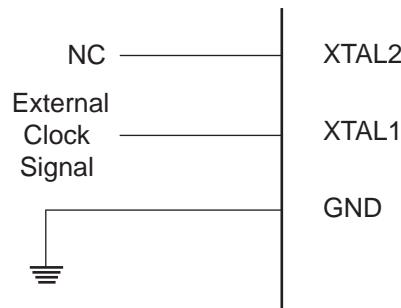 NC
XTAL2
External
Clock
Signal
XTAL1
GND